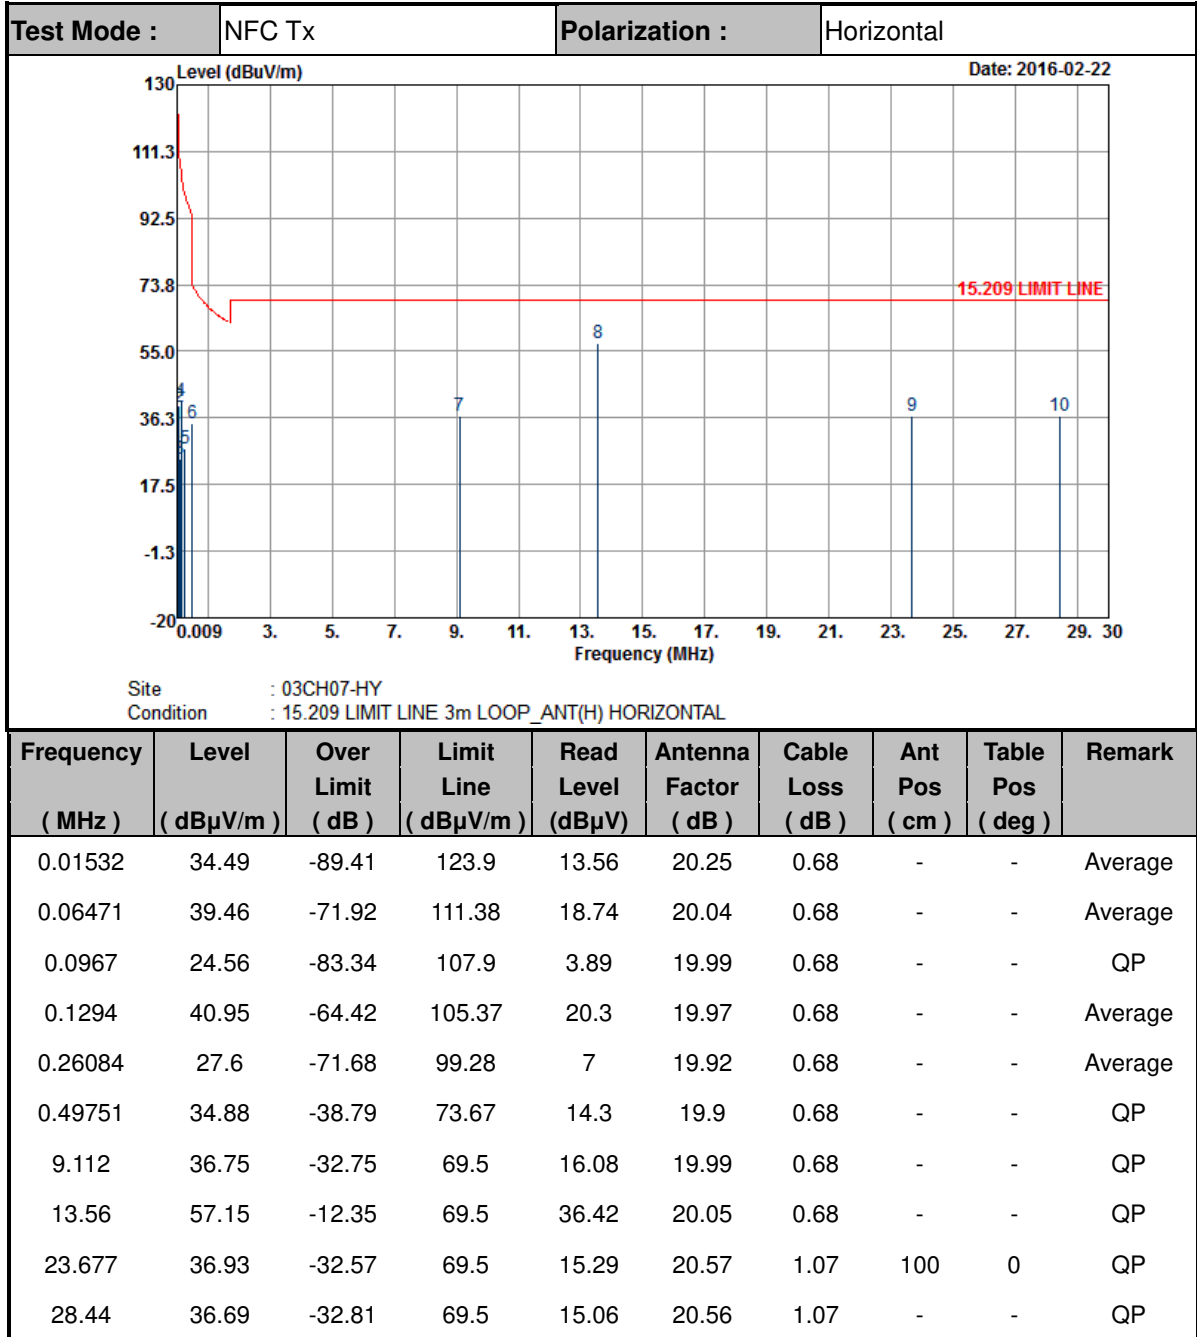 Test Mode : NFC Tx Polarization : Horizontal
Level (dBuV/m) Date: 2016-02-22
130
111.3
92.5
73.8
15.209 LIMIT LINE
8
55.0
4
7 9 10
36.3
6
5
17.5
-1.3
-20
0.009 3. 5. 7. 9. 11. 13. 15. 17. 19. 21. 23. 25. 27. 29. 30
Frequency (MHz)
Site : 03CH07-HY
Condition : 15.209 LIMIT LINE 3m LOOP_ANT(H) HORIZONTAL
Frequency Level Over Limit Read Antenna Cable Ant Table Remark
Limit Line Level Factor Loss Pos Pos
( MHz ) ( dBµV/m ) ( dB ) ( dBµV/m ) (dBµV) ( dB ) ( dB ) ( cm ) ( deg )
0.01532 34.49 -89.41 123.9 13.56 20.25 0.68 - - Average
0.06471 39.46 -71.92 111.38 18.74 20.04 0.68 - - Average
0.0967 24.56 -83.34 107.9 3.89 19.99 0.68 - - QP
0.1294 40.95 -64.42 105.37 20.3 19.97 0.68 - - Average
0.26084 27.6 -71.68 99.28 7 19.92 0.68 - - Average
0.49751 34.88 -38.79 73.67 14.3 19.9 0.68 - - QP
9.112 36.75 -32.75 69.5 16.08 19.99 0.68 - - QP
13.56 57.15 -12.35 69.5 36.42 20.05 0.68 - - QP
23.677 36.93 -32.57 69.5 15.29 20.57 1.07 100 0 QP
28.44 36.69 -32.81 69.5 15.06 20.56 1.07 - - QP